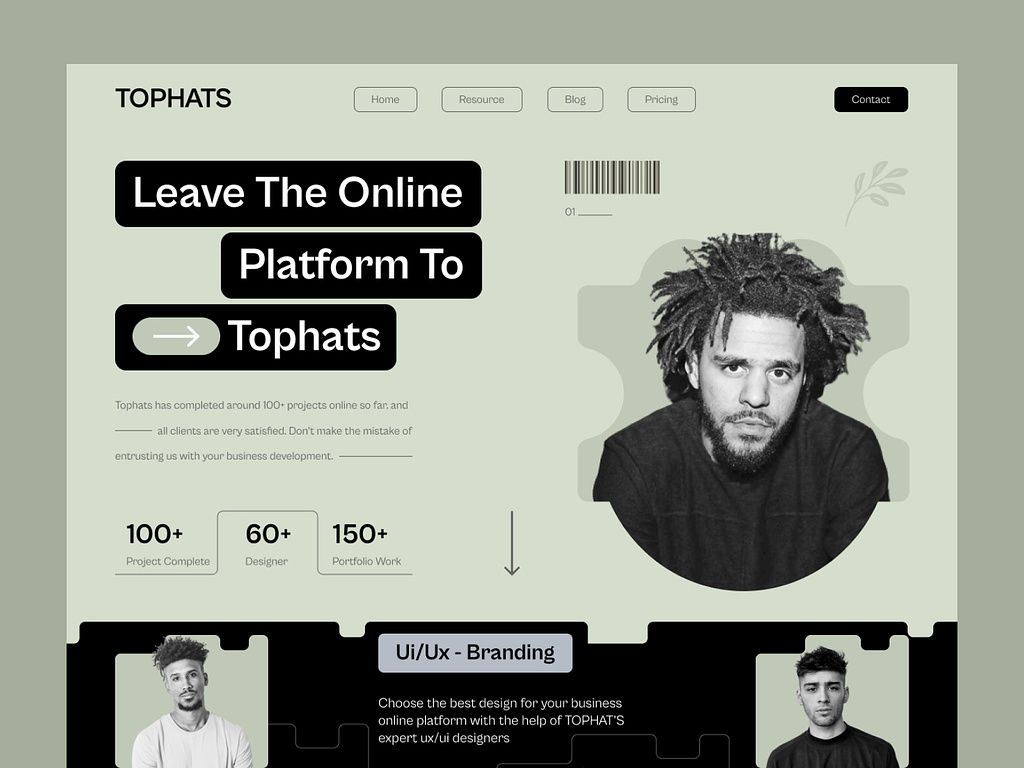 TOPHATS
Home
Resource
Blog
Pricing
Contact
Leave The Online
Platform To
Tophats
01
Tophats has completed around 100+ projects online so far. and
all clients are very satisfied. Don't make the mistake of
entrusting us with your business development.
100+
Project Complete
60+
Designer
150+
Portfolio Work
Ui/Ux - Branding
Choose the best design for your business
online platform with the help of TOPHAT'S
expert ux/ui designers